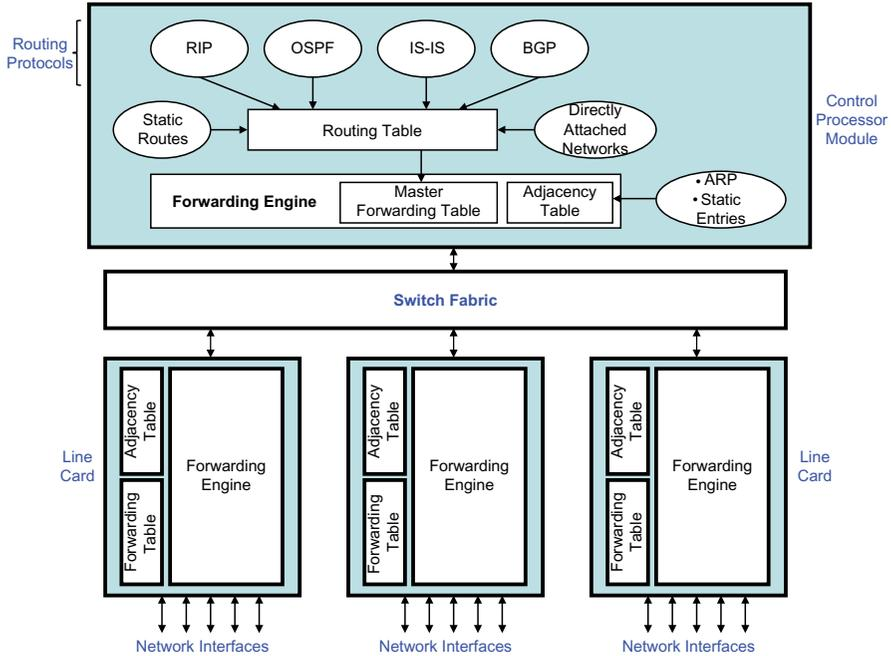 Routing
Protocols
RIP
OSPF
IS-IS
BGP
Static
Routes
Routing Table
Directly
Attached
Networks
Control
Processor
Module
Forwarding Engine
Master
Forwarding Table
Adjacency
Table
• ARP
• Static
Entries
Switch Fabric
Line
Card
Adjacency
Table
Forwarding
Table
Forwarding
Engine
Adjacency
Table
Forwarding
Table
Forwarding
Engine
Adjacency
Table
Forwarding
Table
Forwarding
Engine
Line
Card
Network Interfaces
Network Interfaces
Network Interfaces